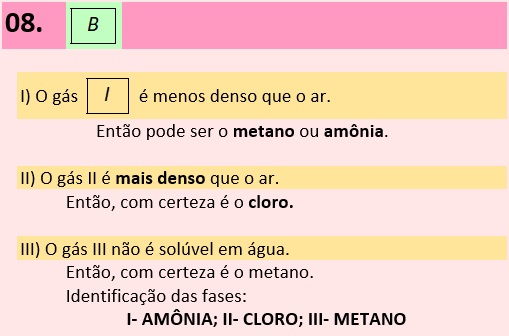 08. B
I) O gás I é menos denso que o ar.
Então pode ser o metano ou amônia.
II) O gás II é mais denso que o ar.
Então, com certeza é o cloro.
III) O gás III não é solúvel em água.
Então, com certeza é o metano.
Identificação das fases:
I- AMÔNIA; II- CLORO; III- METANO